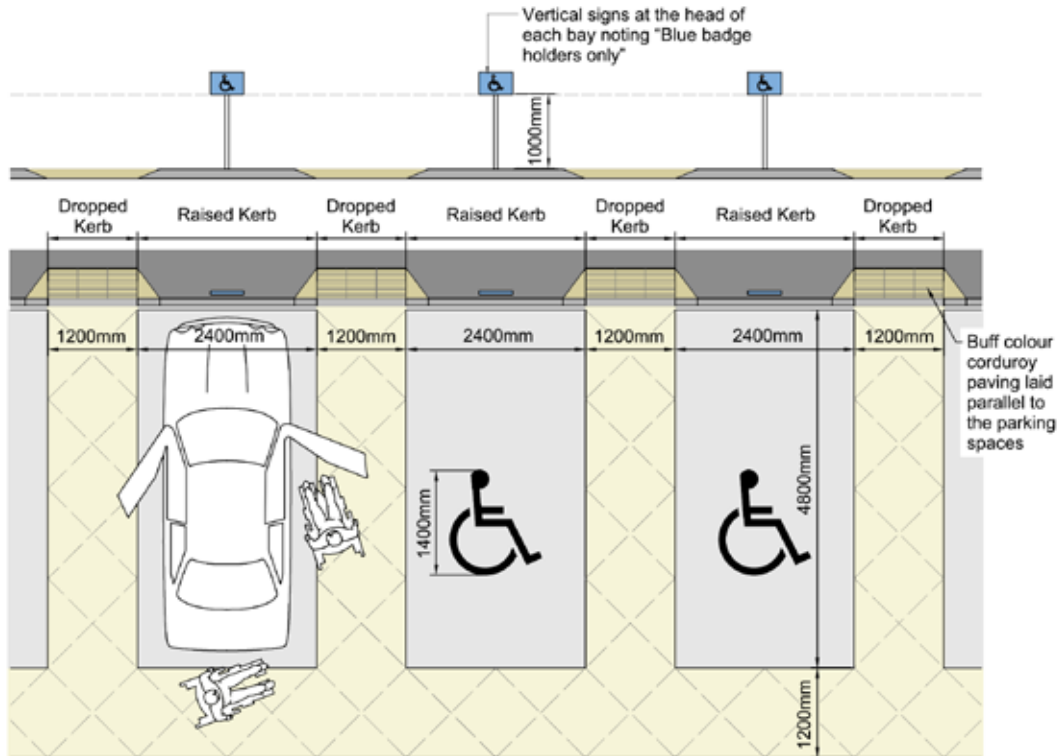 Vertical signs at the head of
each bay noting "Blue badge
holders only"
1000mm
Dropped
Kerb
Raised Kerb
Dropped
Kerb
Raised Kerb
Dropped
Kerb
Raised Kerb
Dropped
Kerb
1200mm
2400mm
1200mm
2400mm
1200mm
2400mm
1200mm
Buff colour
corduroy
paving laid
parallel to
the parking
spaces
1400mm
4800mm
1200mm